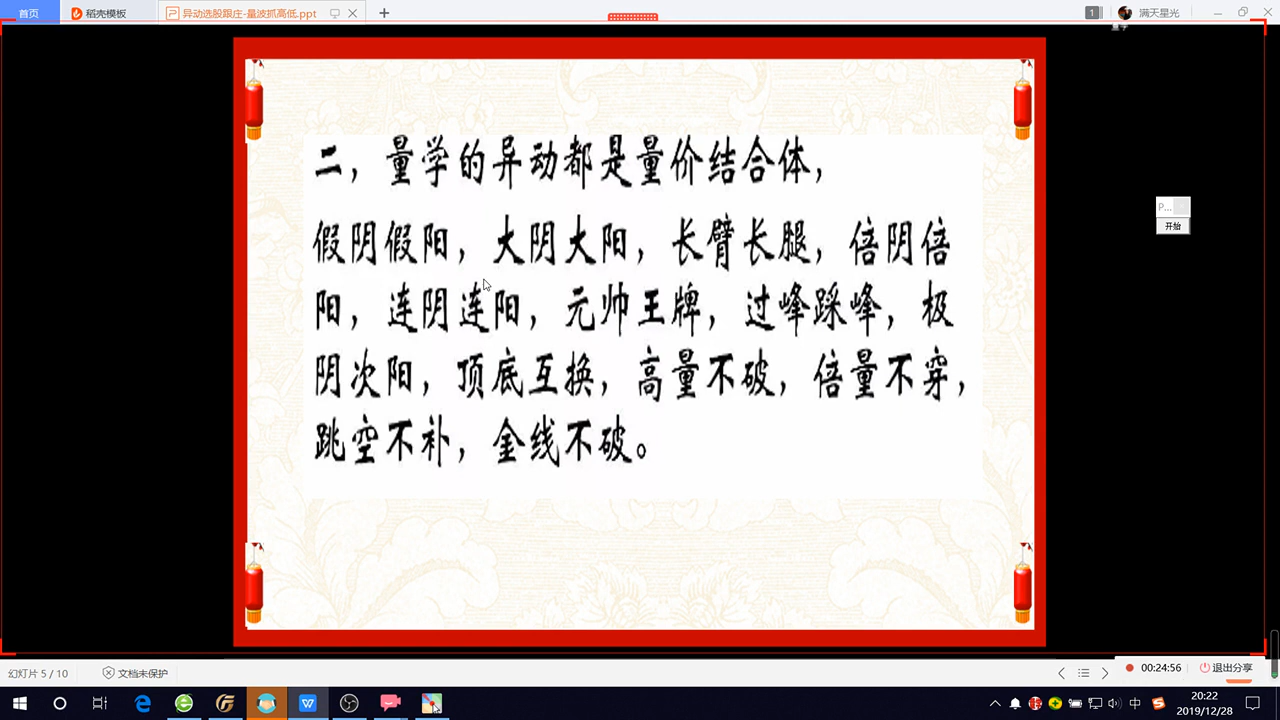 首页
稻壳模板
异动选股跟庄-量波抓高低.ppt
1
满天星光
二，量学的异动都是量价结合体，
假阴假阳，大阴大阳，长臂长腿，倍阴倍
阳，连阴连阳，元帅王牌，过峰踩峰，极
阴次阳，顶底互换，高量不破，倍量不穿，
跳空不补，金线不破。
P...
开始
幻灯片 5 / 10
文档未保护
00:24:56
退出分享
中
20:22
2019/12/28